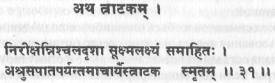 अथ त्राटकम् ।
निरीक्षेन्निश्चलदृशा सूक्ष्मलक्ष्यं समाहितः ।
अश्रुसंपातपर्यन्तमाचार्यैस्त्राटकं स्मृतम् ॥ ३१ ॥